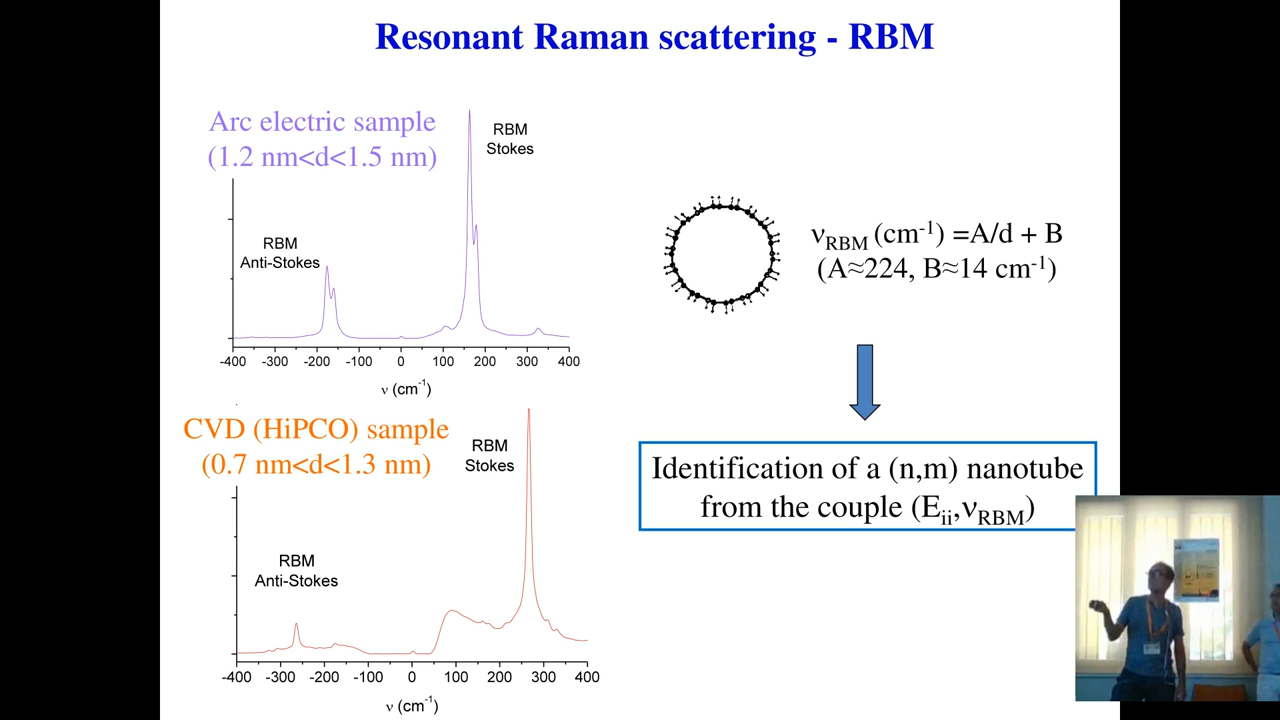 Resonant Raman scattering - RBM
Arc electric sample
(1.2 nm<d<1.5 nm)
RBM
Stokes
RBM
Anti-Stokes
-400 -300 -200 -100 0 100 200 300 400
ν (cm⁻¹)
νRBM (cm⁻¹) =A/d + B
(A≈224, B≈14 cm⁻¹)
CVD (HiPCO) sample
(0.7 nm<d<1.3 nm)
RBM
Stokes
RBM
Anti-Stokes
-400 -300 -200 -100 0 100 200 300 400
ν (cm⁻¹)
Identification of a (n,m) nanotube
from the couple (Eii,νRBM)